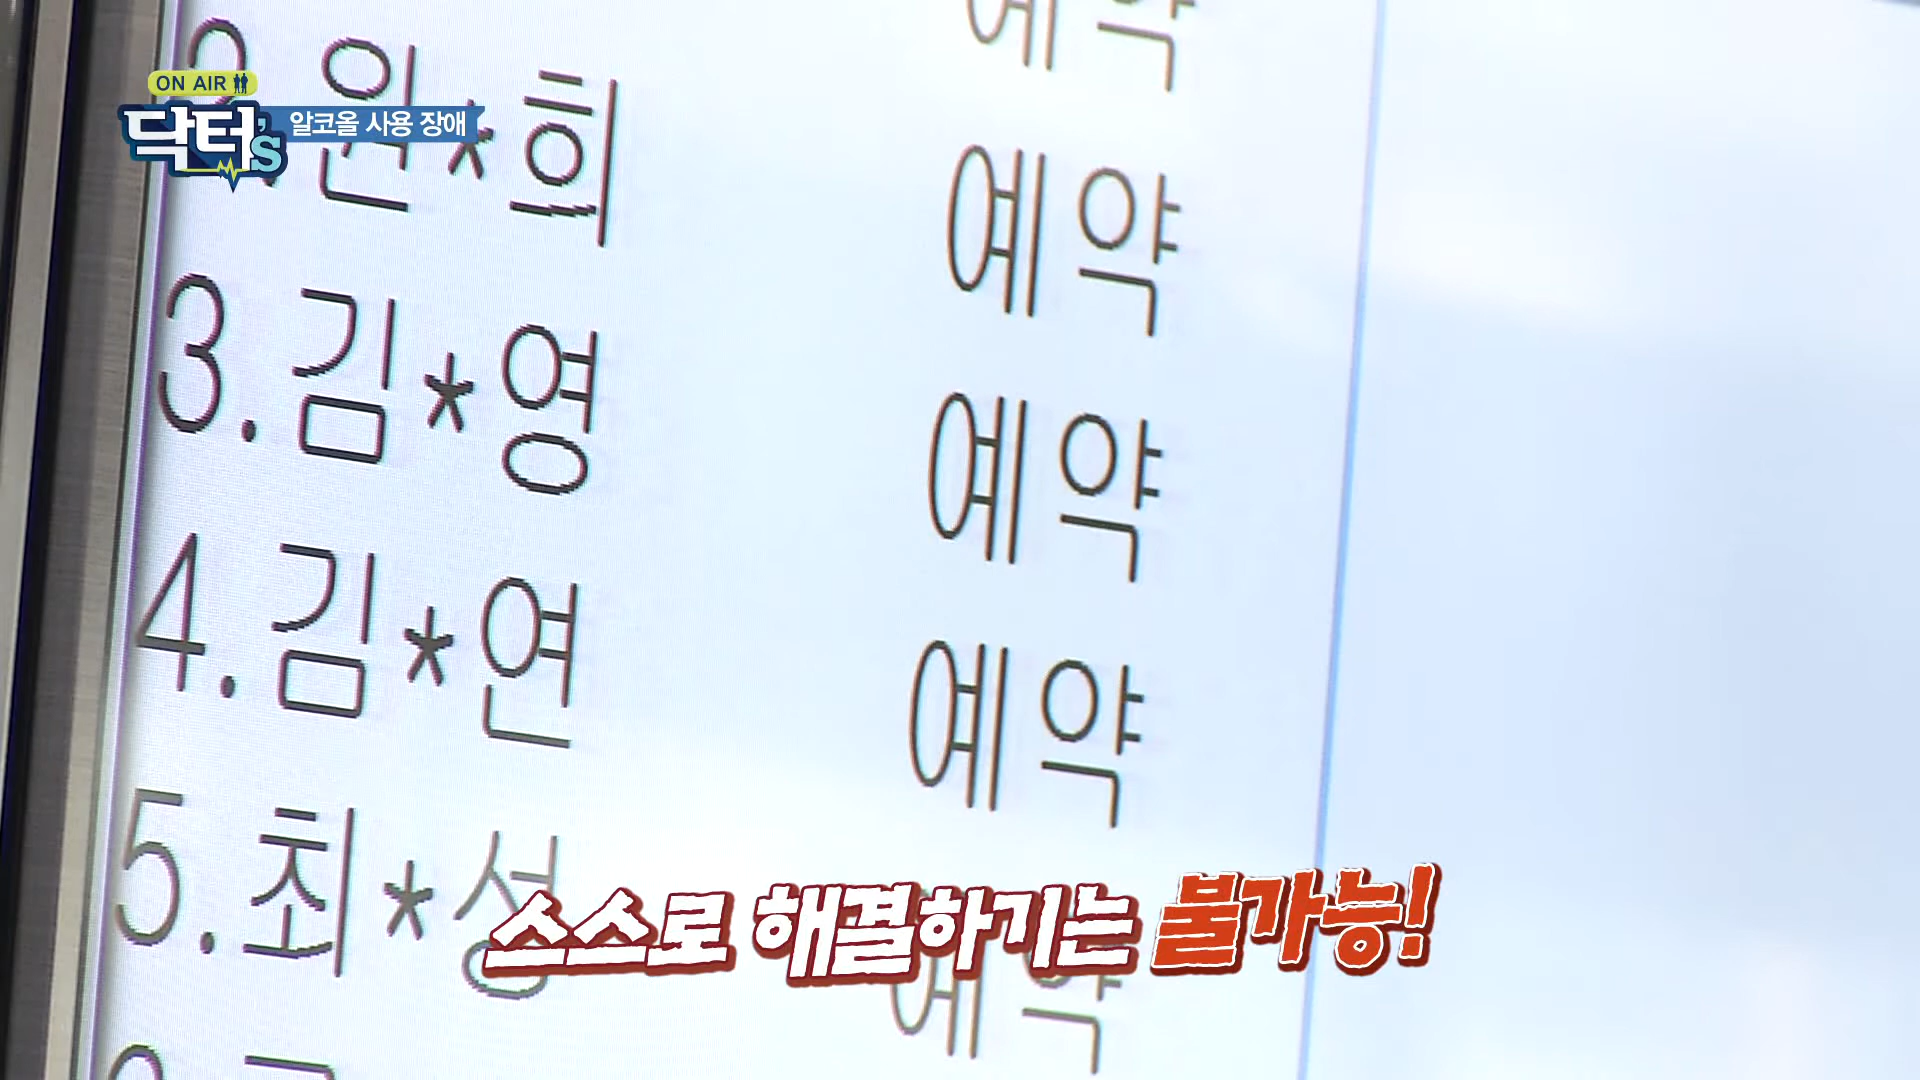 ON AIR
닥터's
알코올 사용 장애
예약
2.원*희
예약
3.김*영
예약
4.김*연
예약
5.최*성
예약
스스로 해결하기는 불가능!